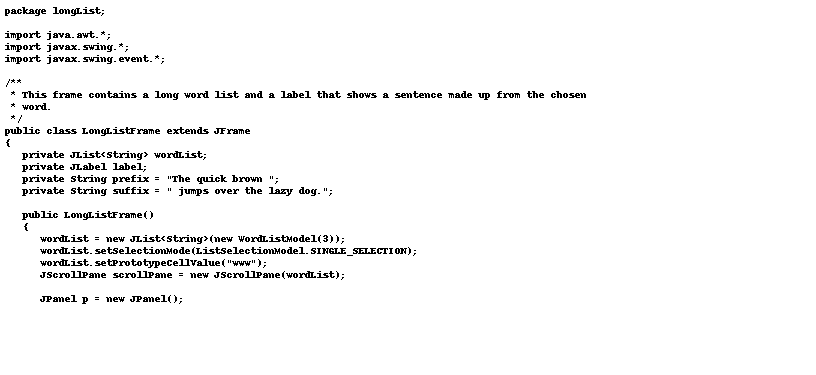 package longList;

import java.awt.*;
import javax.swing.*;
import javax.swing.event.*;

/**
 * This frame contains a long word list and a label that shows a sentence made up from the chosen
 * word.
 */
public class LongListFrame extends JFrame
{
   private JList<String> wordList;
   private JLabel label;
   private String prefix = "The quick brown ";
   private String suffix = " jumps over the lazy dog.";

   public LongListFrame()
   {
      wordList = new JList<String>(new WordListModel(3));
      wordList.setSelectionMode(ListSelectionModel.SINGLE_SELECTION);
      wordList.setPrototypeCellValue("www");
      JScrollPane scrollPane = new JScrollPane(wordList);

      JPanel p = new JPanel();